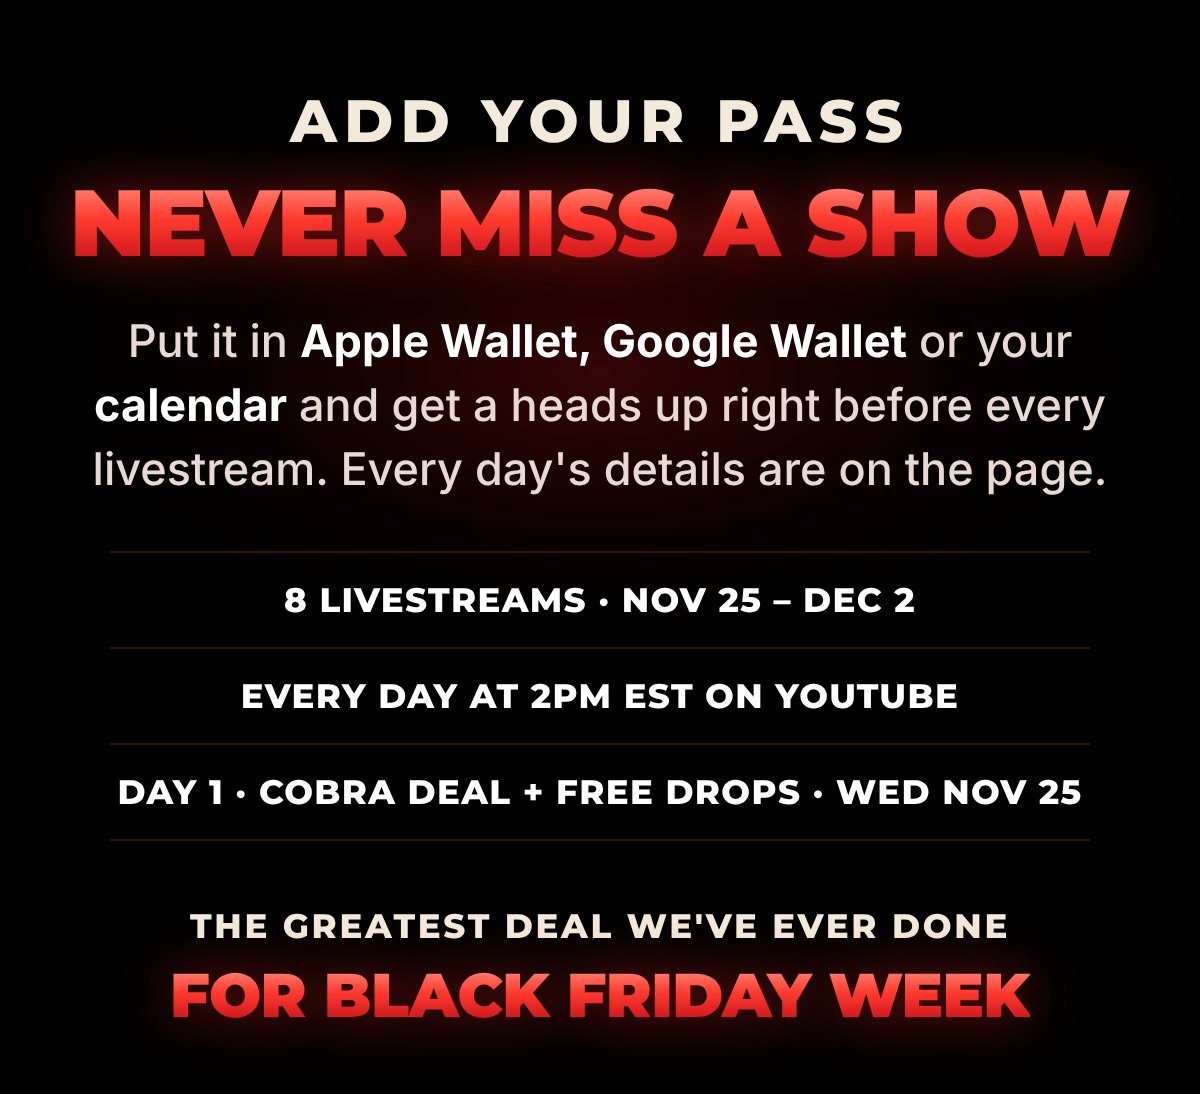 ADD YOUR PASS
NEVER MISS A SHOW
Put it in Apple Wallet, Google Wallet or your
calendar and get a heads up right before every
livestream. Every day's details are on the page.
8 LIVESTREAMS · NOV 25 – DEC 2
EVERY DAY AT 2PM EST ON YOUTUBE
DAY 1 · COBRA DEAL + FREE DROPS · WED NOV 25
THE GREATEST DEAL WE'VE EVER DONE
FOR BLACK FRIDAY WEEK